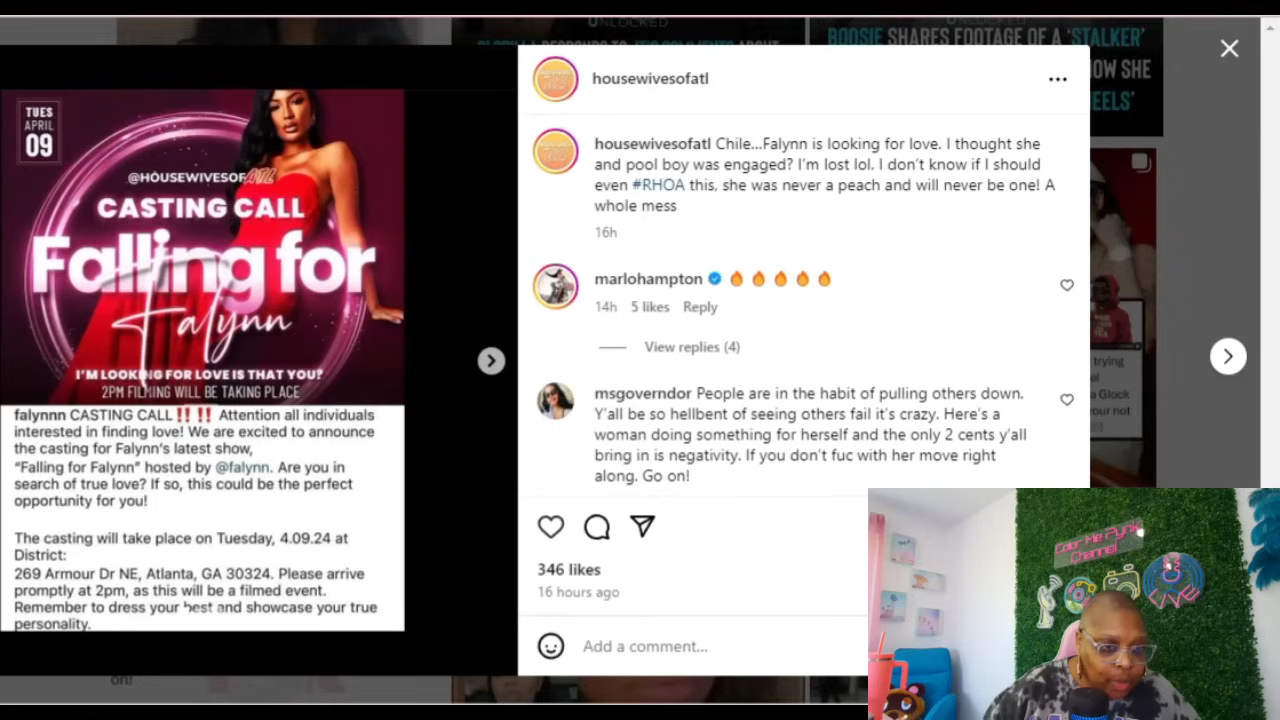 UNLOCKED
UNLOCKED
BOOSIE SHARES FOOTAGE OF A 'STALKER'
housewivesofatl
TUES
APRIL
09
@HOUSEWIVESOFATL
CASTING CALL
Falling for
Falynn
I'M LOOKING FOR LOVE IS THAT YOU?
2PM FILMING WILL BE TAKING PLACE
falynnn CASTING CALL‼️‼️ Attention all individuals
interested in finding love! We are excited to announce
the casting for Falynn's latest show,
"Falling for Falynn" hosted by @falynn. Are you in
search of true love? If so, this could be the perfect
opportunity for you!
The casting will take place on Tuesday, 4.09.24 at
District:
269 Armour Dr NE, Atlanta, GA 30324. Please arrive
promptly at 2pm, as this will be a filmed event.
Remember to dress your best and showcase your true
personality.
housewivesofatl Chile...Falynn is looking for love. I thought she
and pool boy was engaged? I'm lost lol. I don't know if I should
even #RHOA this, she was never a peach and will never be one! A
whole mess
16h
marlohampton 🔥🔥🔥🔥🔥
14h 5 likes Reply
View replies (4)
msgoverndor People are in the habit of pulling others down.
Y'all be so hellbent of seeing others fail it's crazy. Here's a
woman doing something for herself and the only 2 cents y'all
bring in is negativity. If you don't fuc with her move right
along. Go on!
346 likes
16 hours ago
Add a comment...
OW SHE
EELS'
trying
el
a Glock
our not
on!
Color Me Pynk
Channel
LIVE